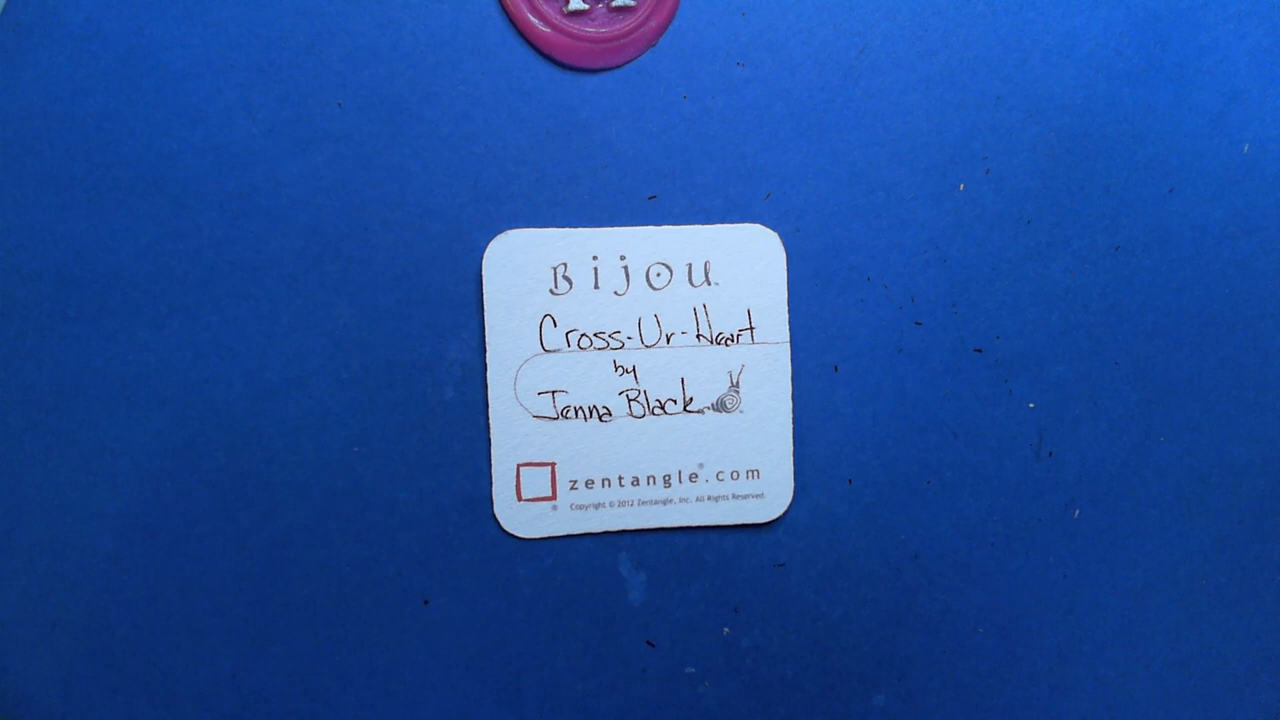 Bijou
Cross-Ur-Heart
by
Jenna Black
zentangle®.com
® Copyright © 2012 Zentangle, Inc. All Rights Reserved.